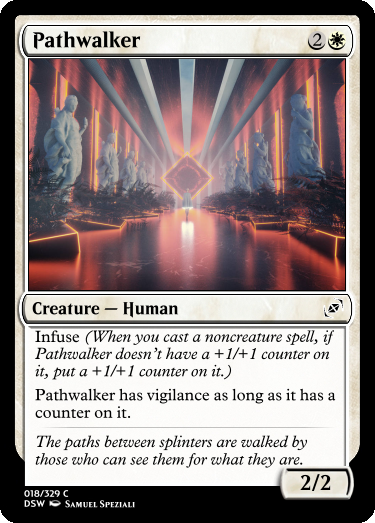 Pathwalker 2
Creature — Human
Infuse (When you cast a noncreature spell, if
Pathwalker doesn't have a +1/+1 counter on
it, put a +1/+1 counter on it.)
Pathwalker has vigilance as long as it has a
counter on it.
The paths between splinters are walked by
those who can see them for what they are.
2/2
018/329 C
DSW Samuel Speziali